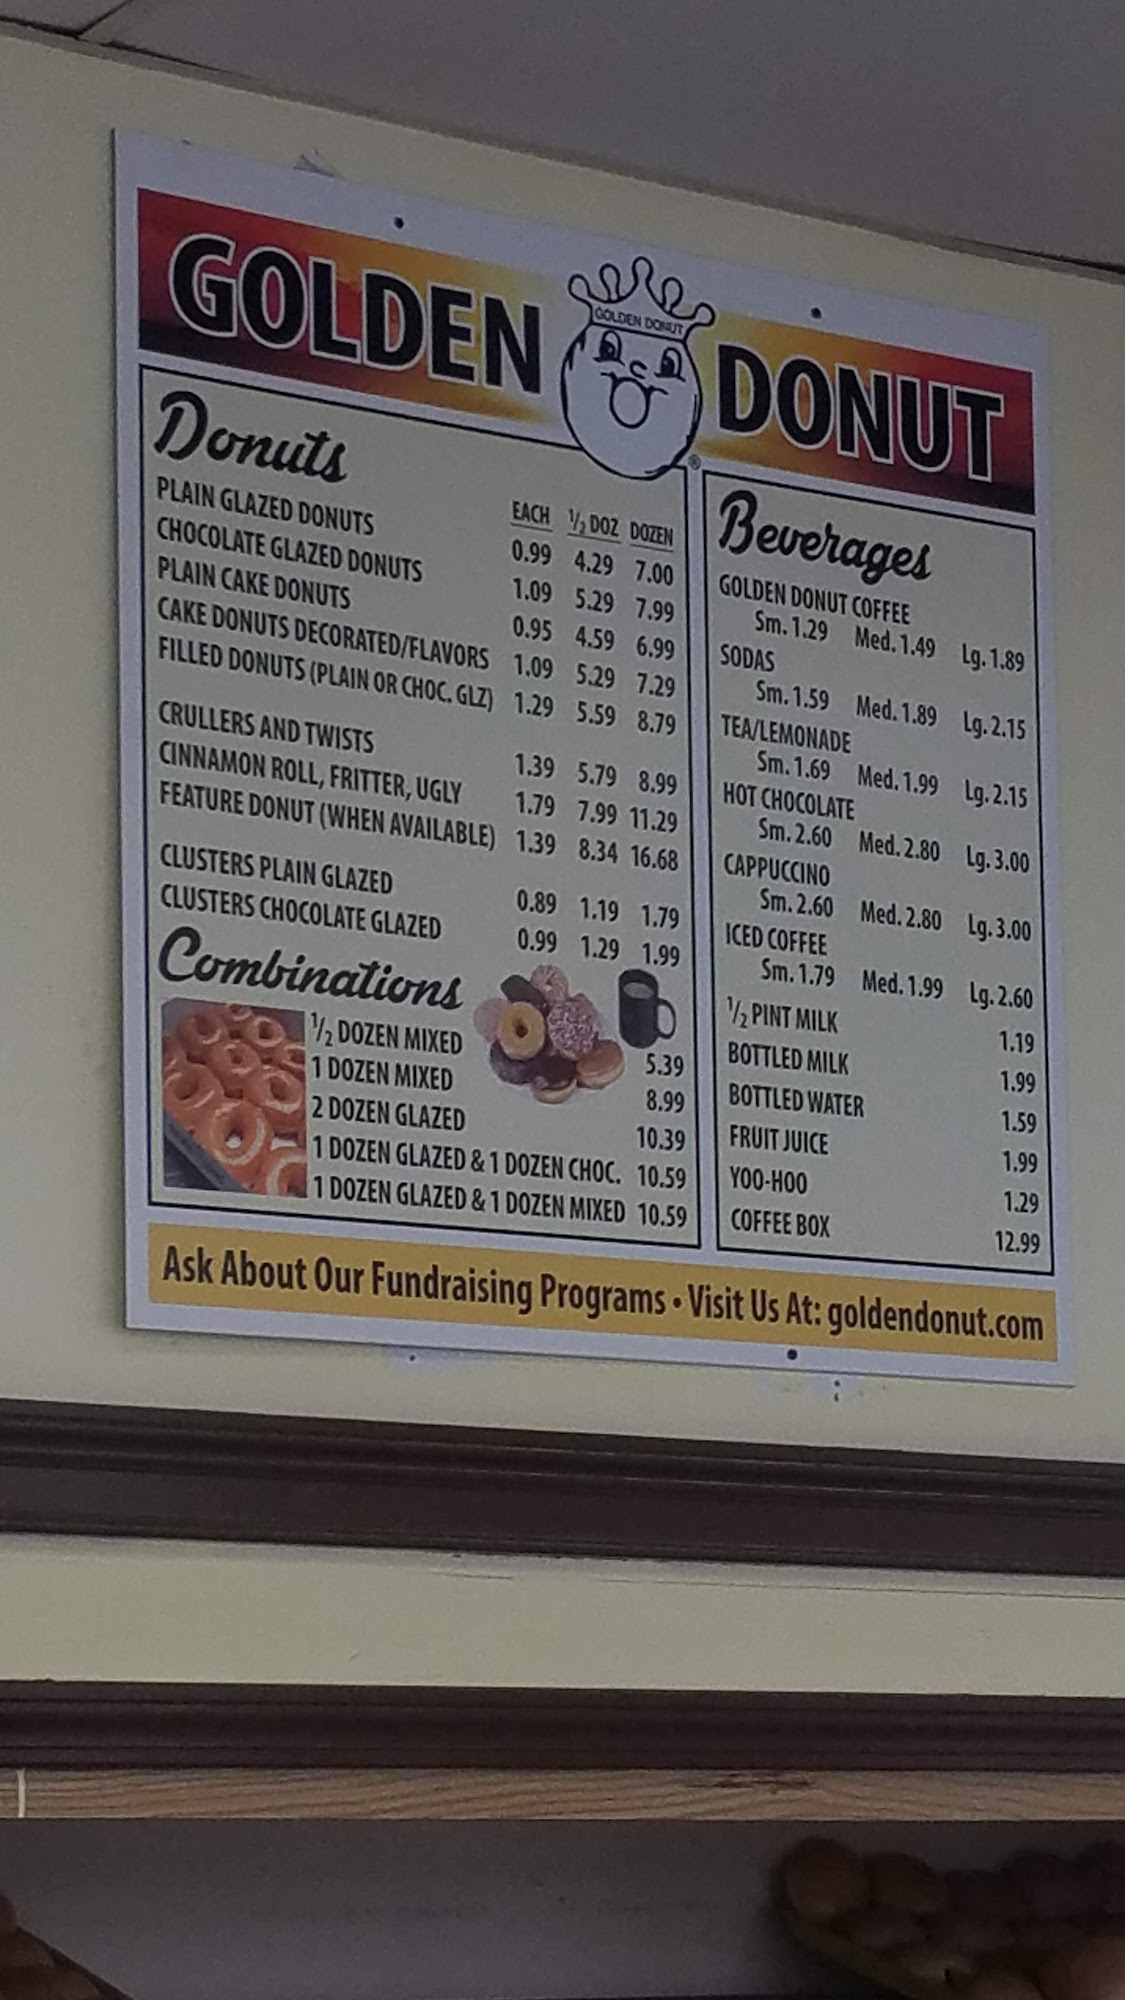 GOLDEN DONUT
GOLDEN DONUT
®
Donuts
EACH 1/2 DOZ DOZEN
PLAIN GLAZED DONUTS 0.99 4.29 7.00
CHOCOLATE GLAZED DONUTS 1.09 5.29 7.99
PLAIN CAKE DONUTS 0.95 4.59 6.99
CAKE DONUTS DECORATED/FLAVORS 1.09 5.29 7.29
FILLED DONUTS (PLAIN OR CHOC. GLZ) 1.29 5.59 8.79
CRULLERS AND TWISTS 1.39 5.79 8.99
CINNAMON ROLL, FRITTER, UGLY 1.79 7.99 11.29
FEATURE DONUT (WHEN AVAILABLE) 1.39 8.34 16.68
CLUSTERS PLAIN GLAZED 0.89 1.19 1.79
CLUSTERS CHOCOLATE GLAZED 0.99 1.29 1.99
Combinations
1/2 DOZEN MIXED 5.39
1 DOZEN MIXED 8.99
2 DOZEN GLAZED 10.39
1 DOZEN GLAZED & 1 DOZEN CHOC. 10.59
1 DOZEN GLAZED & 1 DOZEN MIXED 10.59
Beverages
GOLDEN DONUT COFFEE
Sm. 1.29 Med. 1.49 Lg. 1.89
SODAS
Sm. 1.59 Med. 1.89 Lg. 2.15
TEA/LEMONADE
Sm. 1.69 Med. 1.99 Lg. 2.15
HOT CHOCOLATE
Sm. 2.60 Med. 2.80 Lg. 3.00
CAPPUCCINO
Sm. 2.60 Med. 2.80 Lg. 3.00
ICED COFFEE
Sm. 1.79 Med. 1.99 Lg. 2.60
1/2 PINT MILK 1.19
BOTTLED MILK 1.99
BOTTLED WATER 1.59
FRUIT JUICE 1.99
YOO-HOO 1.29
COFFEE BOX 12.99
Ask About Our Fundraising Programs • Visit Us At: goldendonut.com